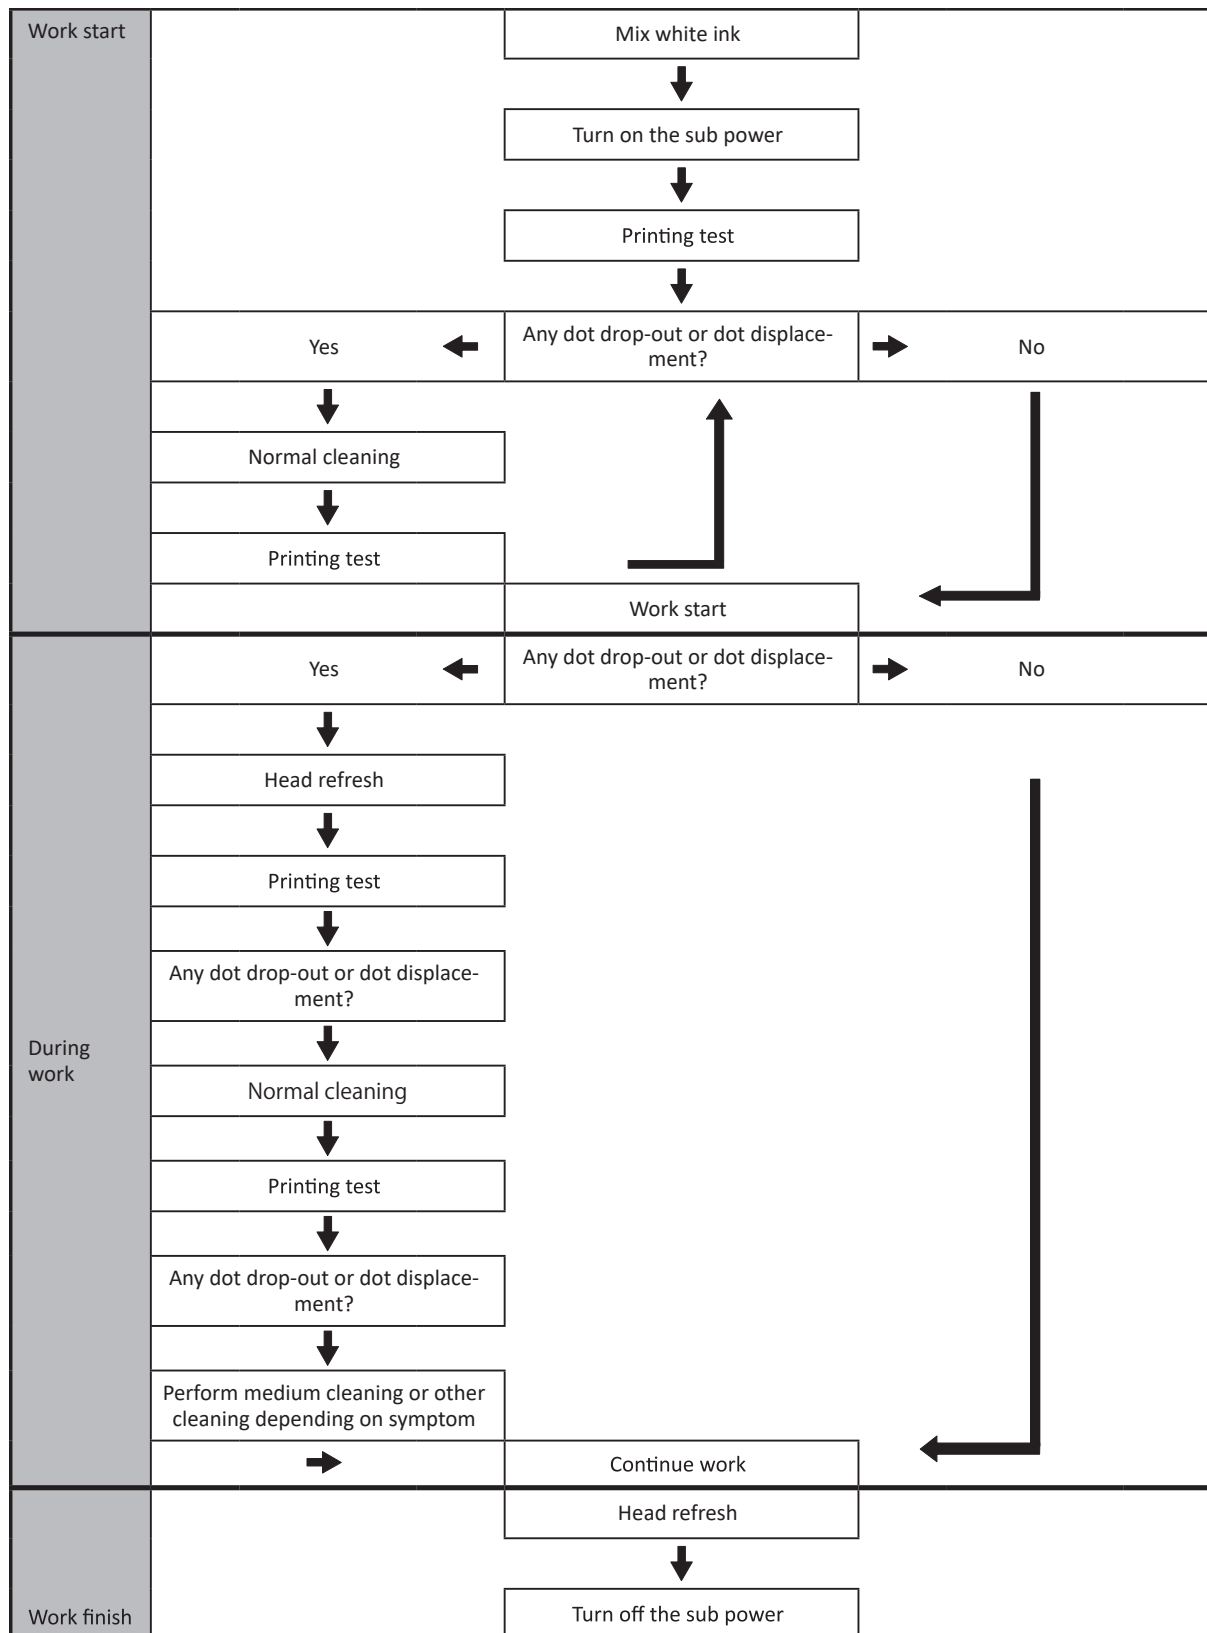 Work start
Mix white ink
Turn on the sub power
Printing test
Yes
Any dot drop-out or dot displace-
ment?
No
Normal cleaning
Printing test
Work start
Yes
Any dot drop-out or dot displace-
ment?
No
Head refresh
Printing test
Any dot drop-out or dot displace-
ment?
During
work
Normal cleaning
Printing test
Any dot drop-out or dot displace-
ment?
Perform medium cleaning or other
cleaning depending on symptom
Continue work
Head refresh
Work finish
Turn off the sub power